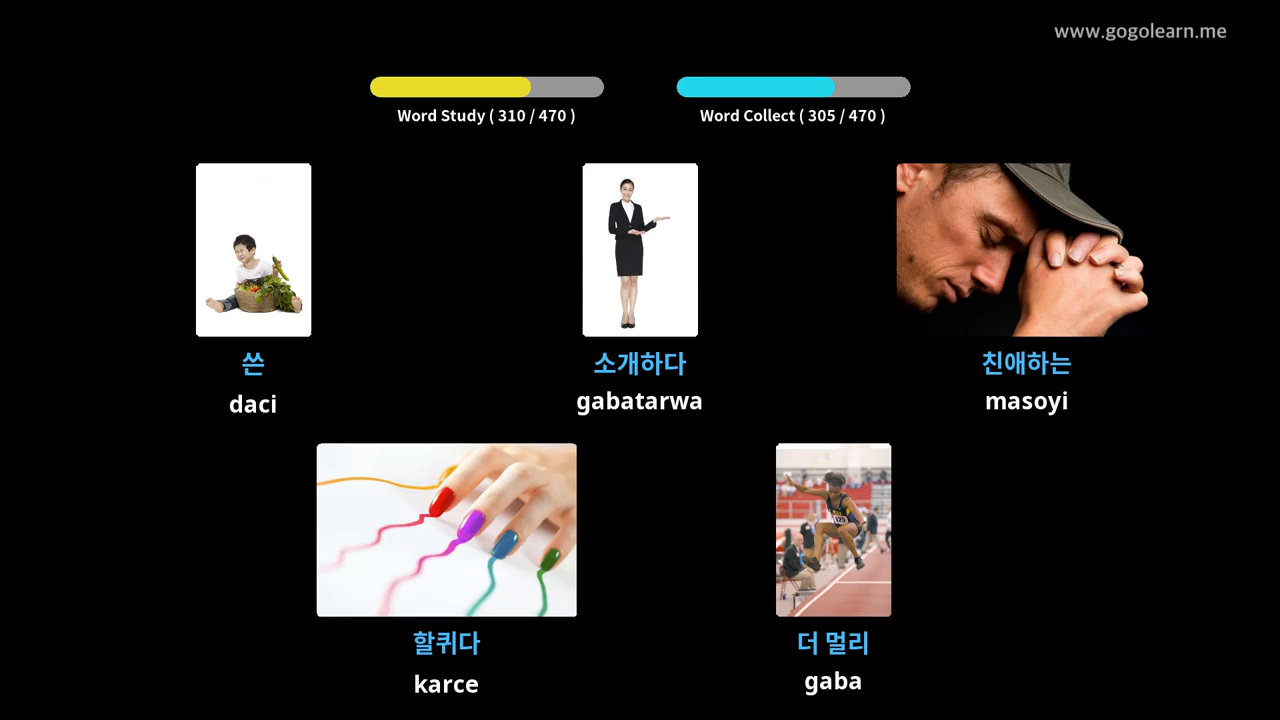 www.gogolearn.me
Word Study ( 310 / 470 )
Word Collect ( 305 / 470 )
쓴
daci
소개하다
gabatarwa
친애하는
masoyi
할퀴다
karce
더 멀리
gaba